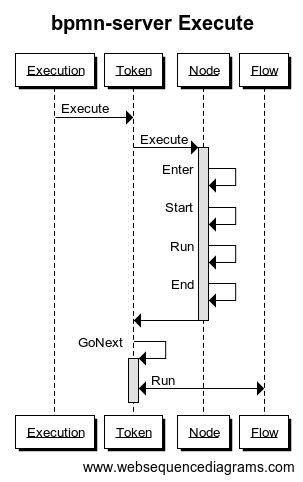 bpmn-server Execute
Execution Token Node Flow
Execute
Execute
Enter
Start
Run
End
GoNext
Run
Execution Token Node Flow
www.websequencediagrams.com